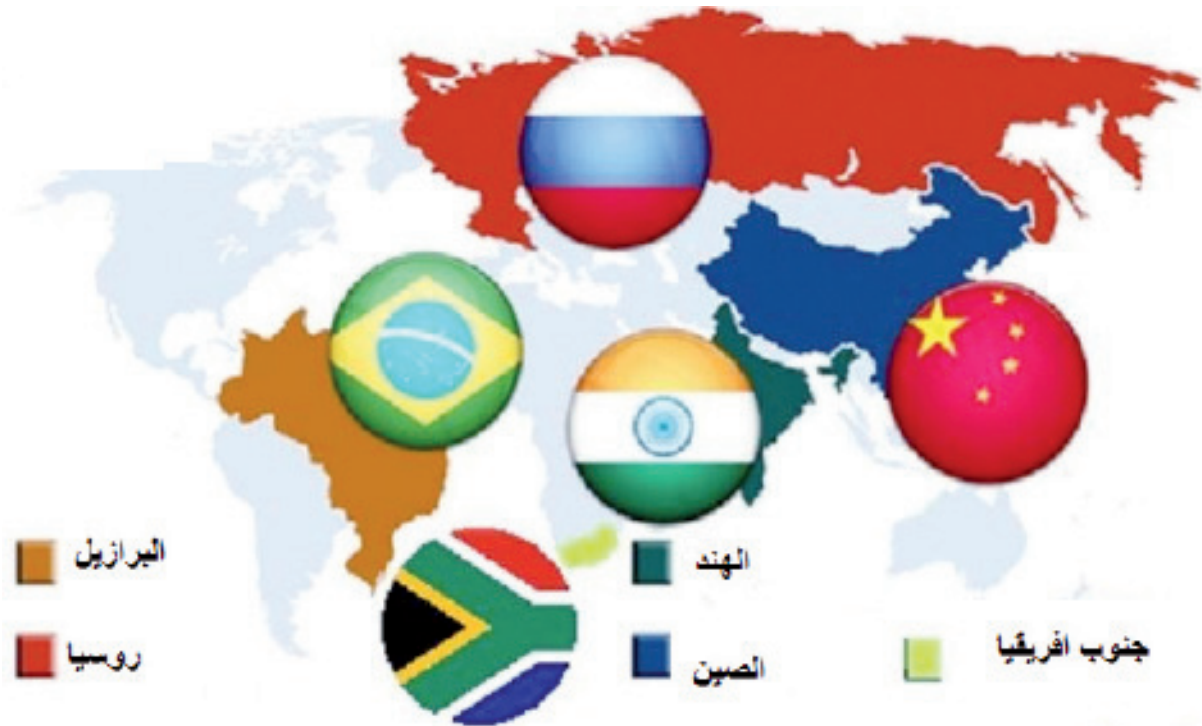 البرازيل
الهند
روسيا
الصين
جنوب افريقيا